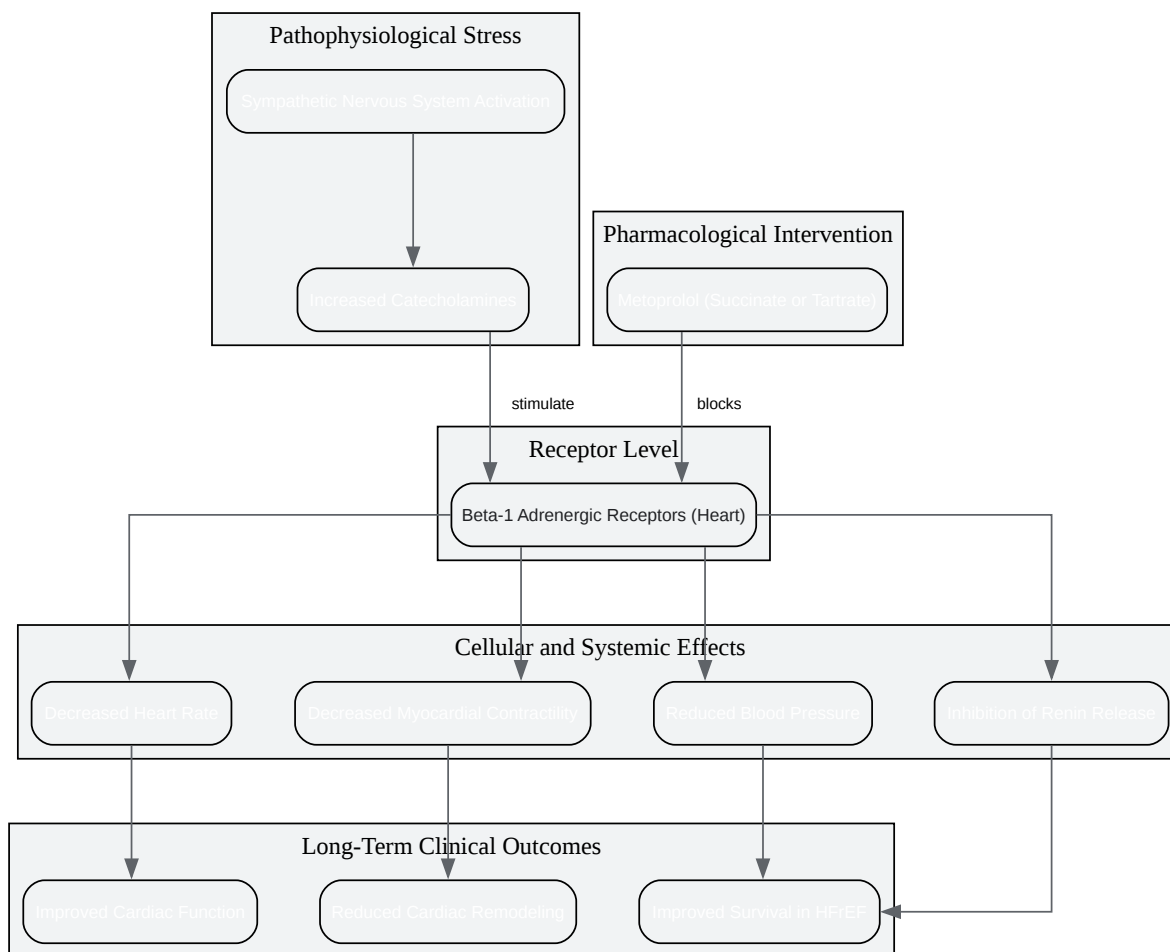 Pathophysiological Stress
Sympathetic Nervous System Activation
Pharmacological Intervention
Increased Catecholamines
Metoprolol (Succinate or Tartrate)
stimulate
blocks
Receptor Level
Beta-1 Adrenergic Receptors (Heart)
Cellular and Systemic Effects
Decreased Heart Rate
Decreased Myocardial Contractility
Reduced Blood Pressure
Inhibition of Renin Release
Long-Term Clinical Outcomes
Improved Cardiac Function
Reduced Cardiac Remodeling
Improved Survival in HFrEF